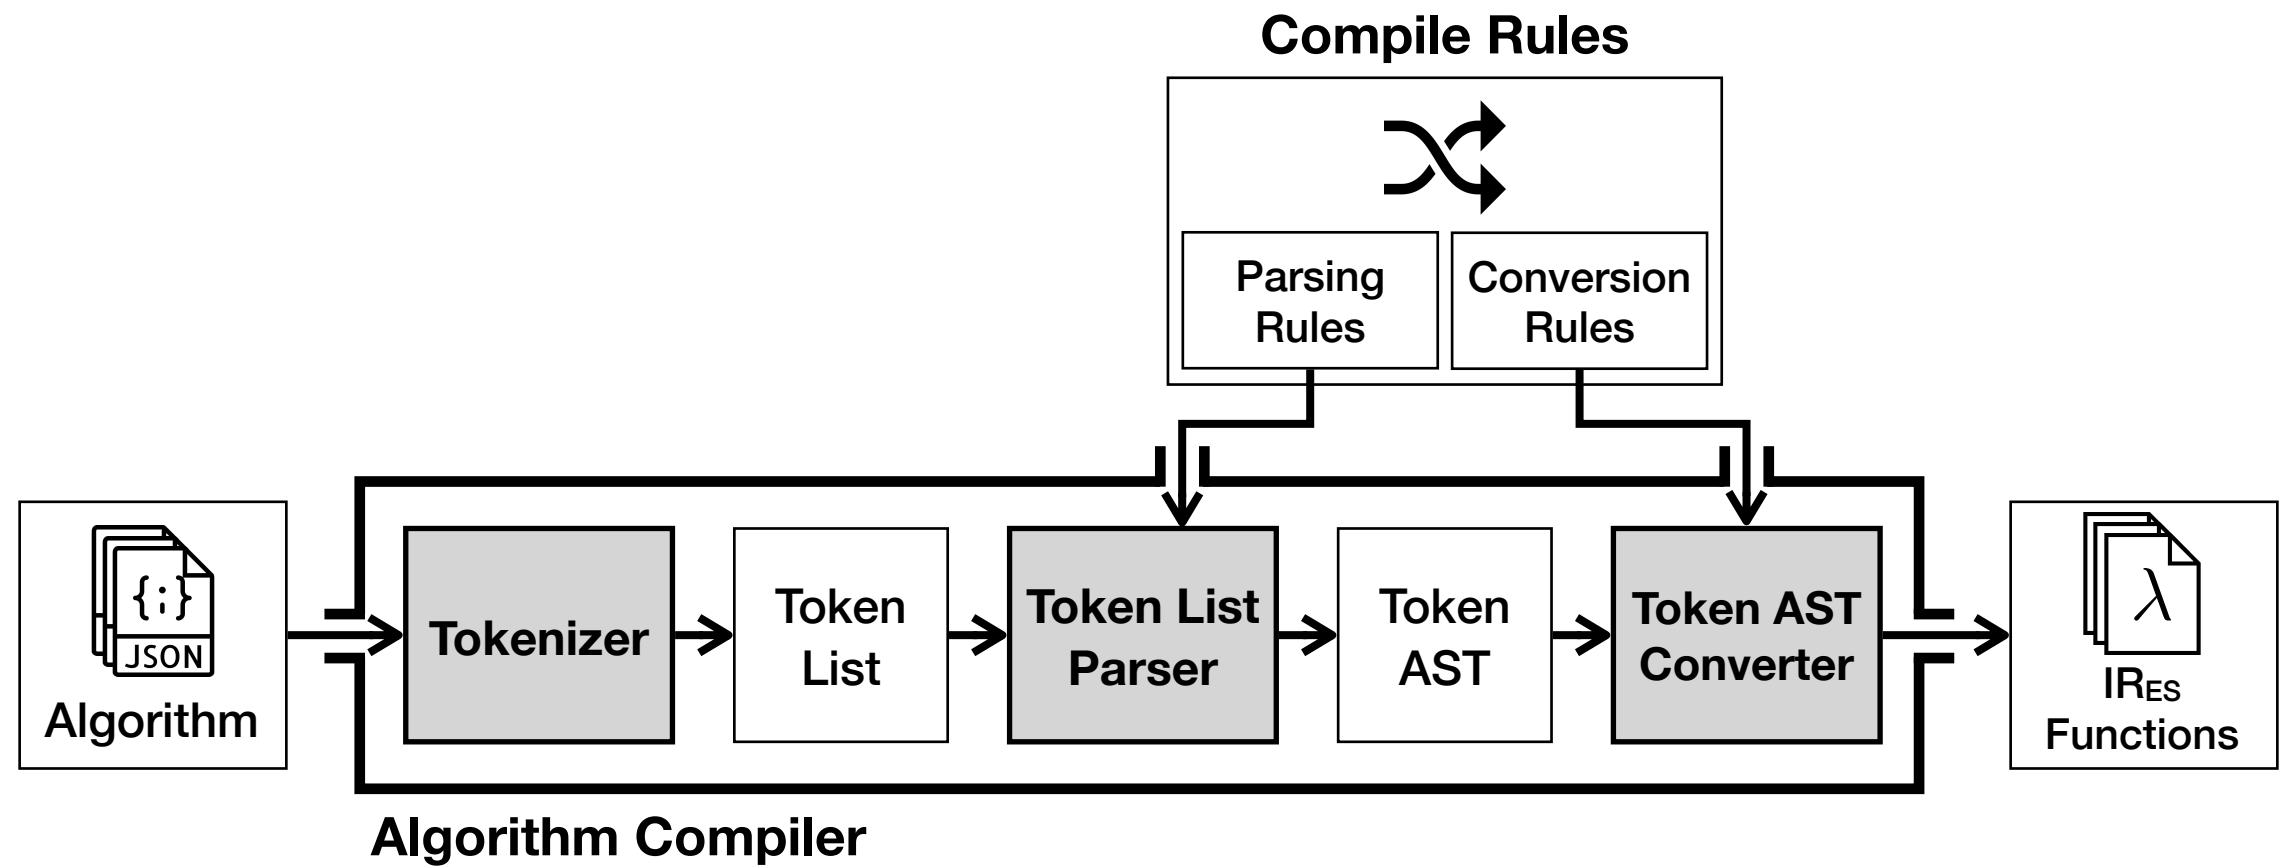 Compile Rules
Parsing
Rules
Conversion
Rules
{;}
JSON
Algorithm
Tokenizer
Token
List
Token List
Parser
Token
AST
Token AST
Converter
λ
IRES
Functions
Algorithm Compiler